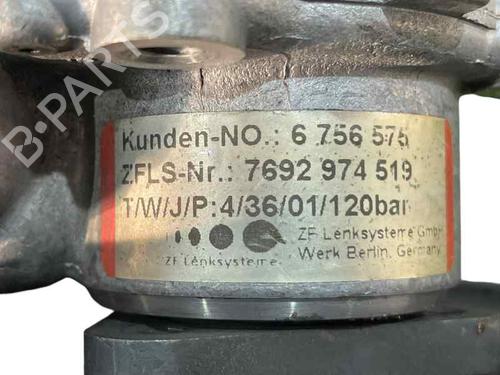 B-PARTS
Kunden-NO.: 6 756 575
ZFLS-Nr.: 7692 974 519
T/W/J/P:4/36/01/120bar
ZF Lenksysteme GmbH
ZF Lenksysteme Werk Berlin, Germany